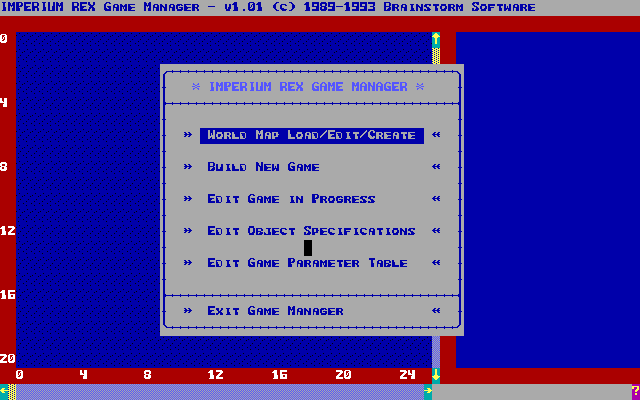 Imperium Rex Game Manager - v1.01 (c) 1989-1993 Brainstorm Software
0
4
8
12
16
20
* IMPERIUM REX GAME MANAGER *
» World Map Load/Edit/Create «
» Build New Game «
» Edit Game in Progress «
» Edit Object Specifications «
» Edit Game Parameter Table «
» Exit Game Manager «
0 4 8 12 16 20 24
?